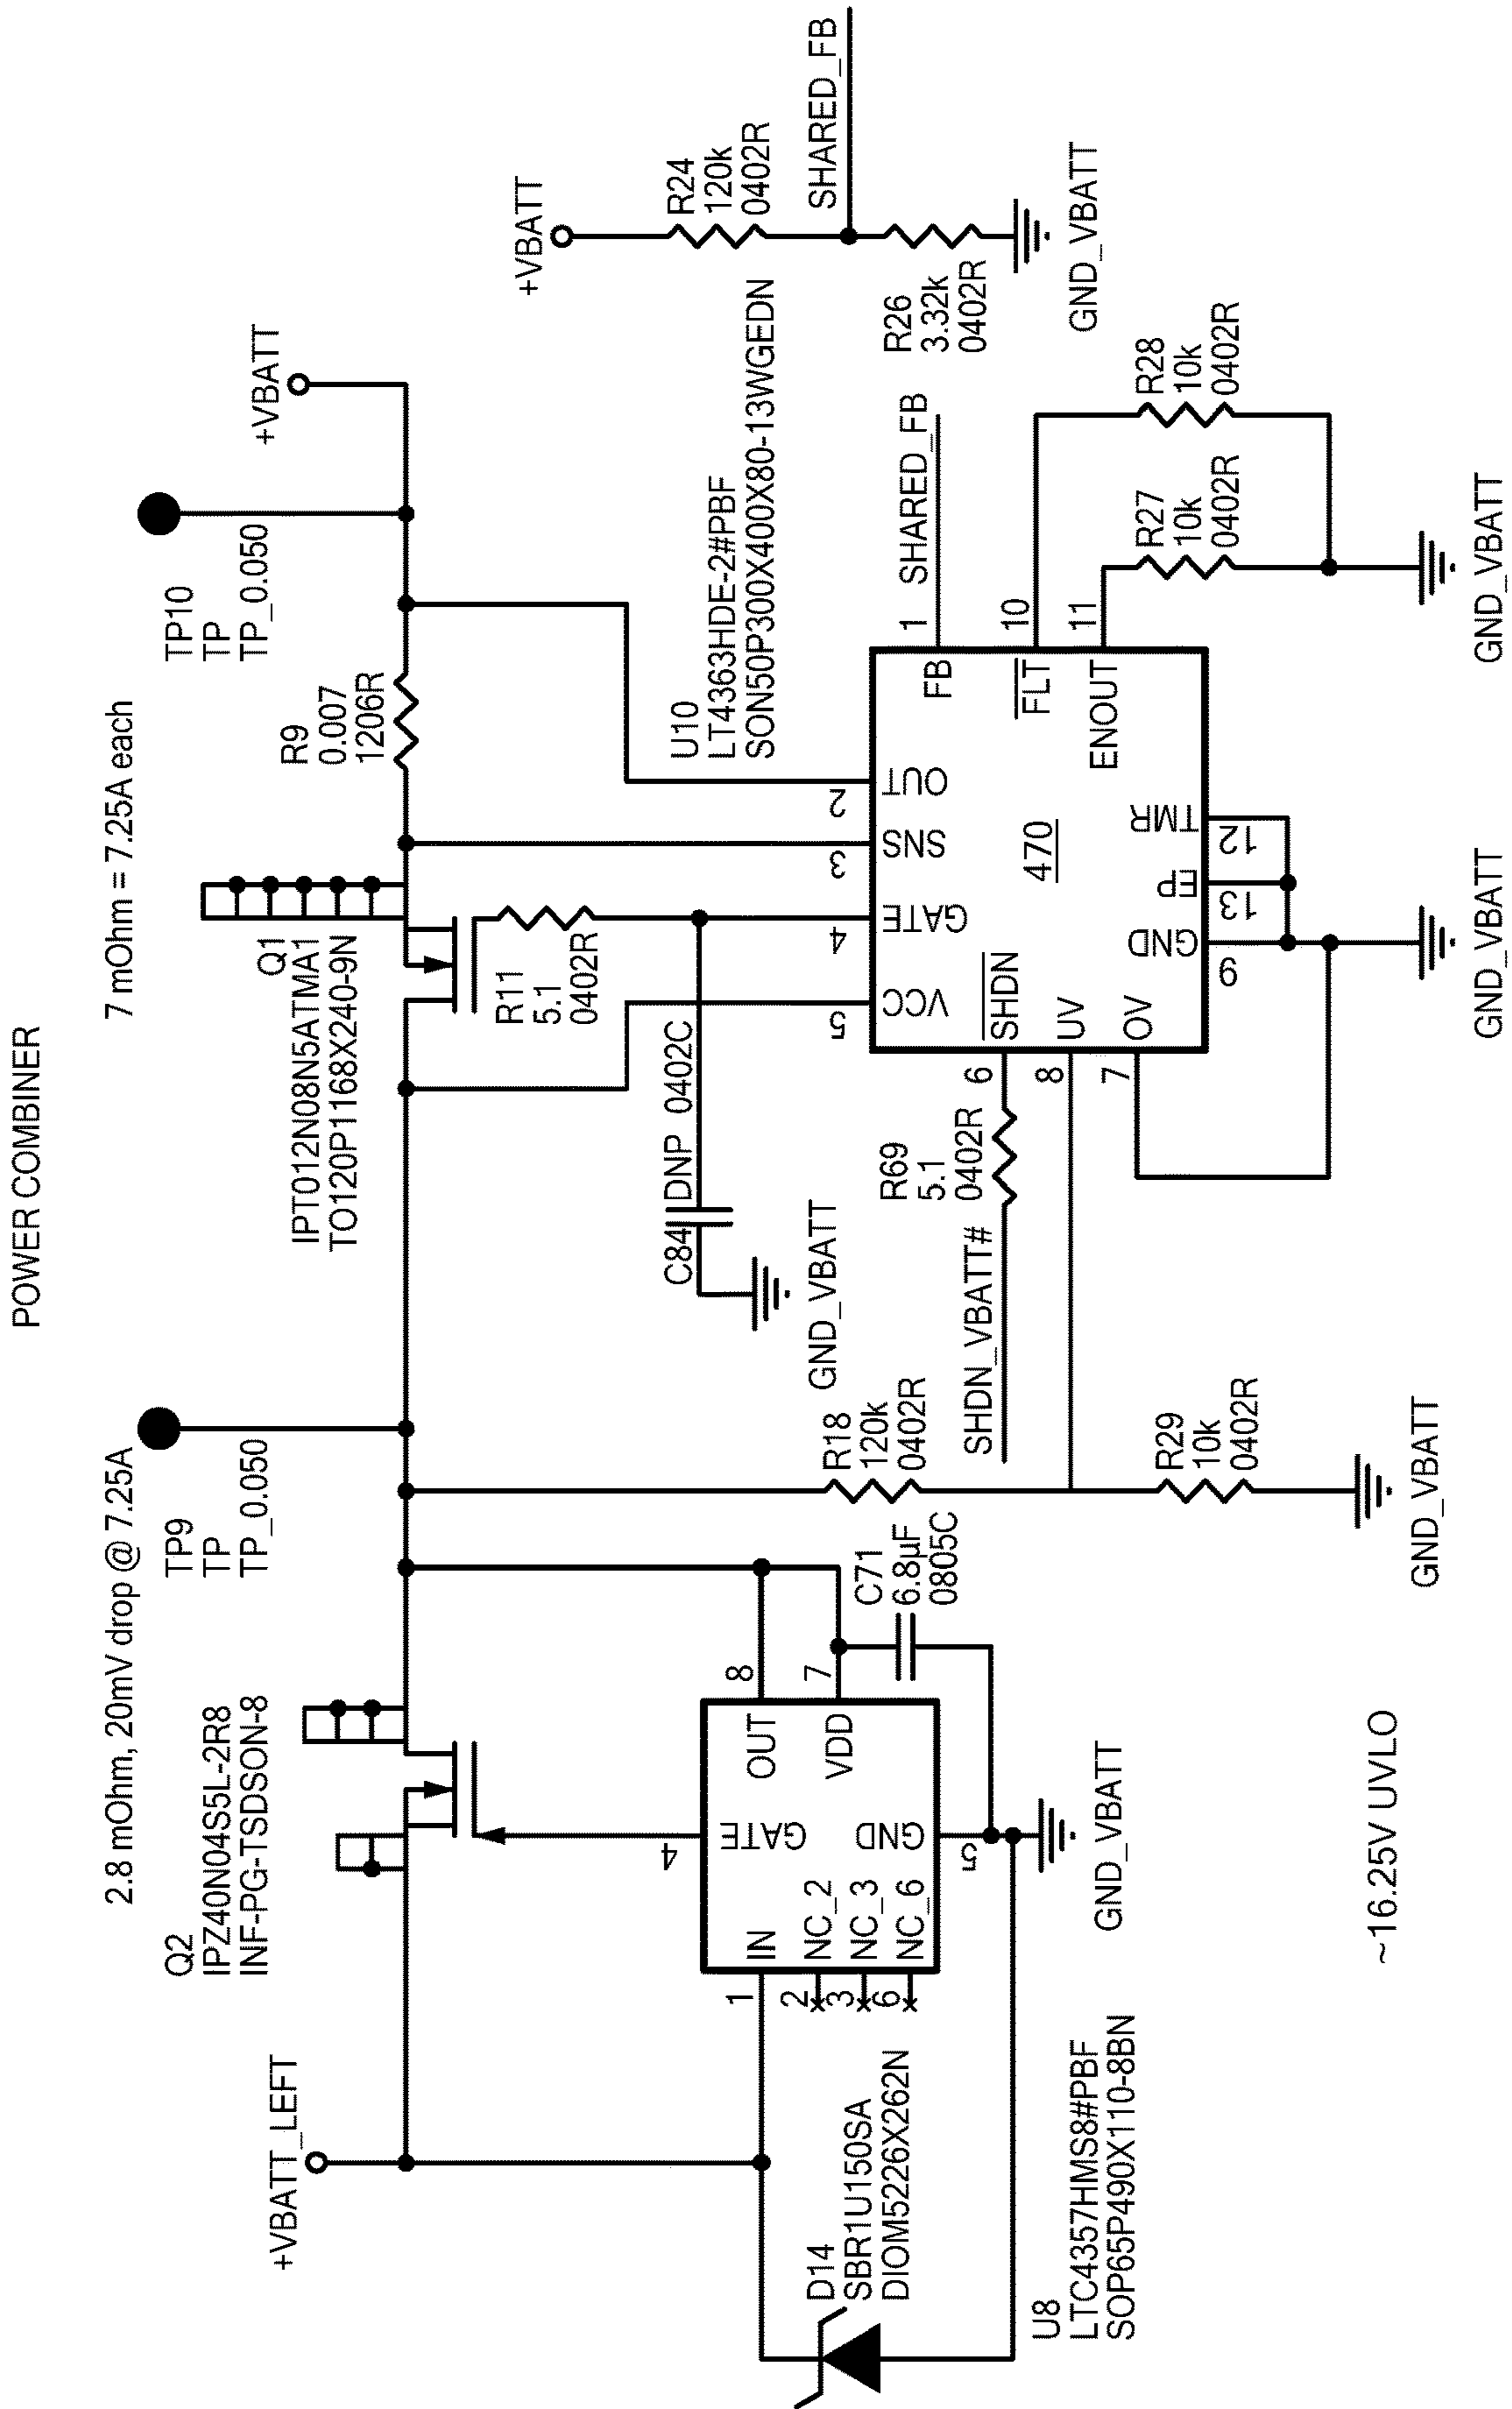 POWER COMBINER
2.8 mOhm, 20mV drop @ 7.25A
7 mOhm = 7.25A each
+VBATT_LEFT
Q2
IPZ40N04S5L-2R8
INF-PG-TSDSON-8
TP9
TP
TP_0.050
Q1
IPT012N08N5ATMA1
TO120P1168X240-9N
R9
0.007
1206R
TP10
TP
TP_0.050
+VBATT
D14
SBR1U150SA
DIOM5226X262N
U8
LTC4357HMS8#PBF
SOP65P490X110-8BN
1
2
3
6
IN
NC_2
NC_3
NC_6
4
GATE
GND
5
OUT
VDD
8
7
C71
6.8µF
0805C
GND_VBATT
R18
120k
0402R
R29
10k
0402R
GND_VBATT
~16.25V UVLO
C84
DNP 0402C
GND_VBATT
R11
5.1
0402R
SHDN_VBATT#
R69
5.1
0402R
U10
LT4363HDE-2#PBF
SON50P300X400X80-13WGEDN
5
4
3
2
VCC
GATE
SNS
OUT
6
8
7
SHDN
UV
OV
470
FB
FLT
ENOUT
1
10
11
GND
EP
TMR
9
13
12
GND_VBATT
SHARED_FB
R27
10k
0402R
R28
10k
0402R
GND_VBATT
+VBATT
R24
120k
0402R
SHARED_FB
R26
3.32k
0402R
GND_VBATT